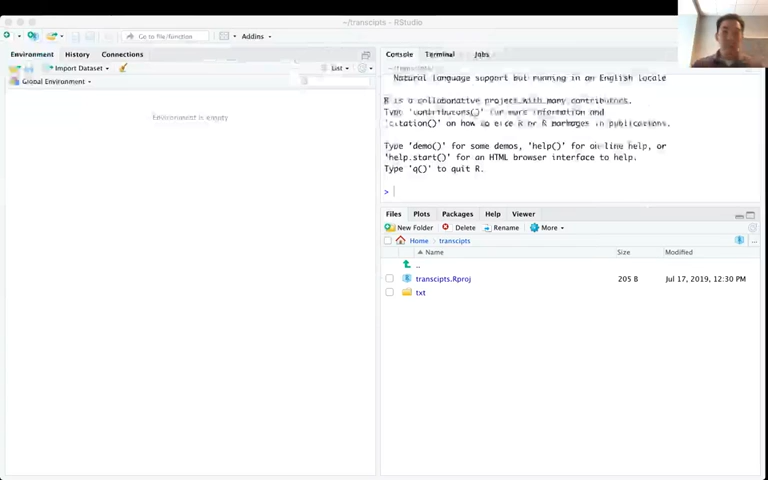 ~/transcipts - RStudio
Go to file/function
Addins
Environment
History
Connections
Import Dataset
List
Global Environment
Environment is empty
Console
Terminal
Jobs
Natural language support but running in an English locale
R is a collaborative project with many contributors.
Type 'contributors()' for more information and
'citation()' on how to cite R or R packages in publications.
Type 'demo()' for some demos, 'help()' for on-line help, or
'help.start()' for an HTML browser interface to help.
Type 'q()' to quit R.
>
Files
Plots
Packages
Help
Viewer
New Folder
Delete
Rename
More
Home
transcipts
...
Name
Size
Modified
..
transcipts.Rproj
205 B
Jul 17, 2019, 12:30 PM
txt